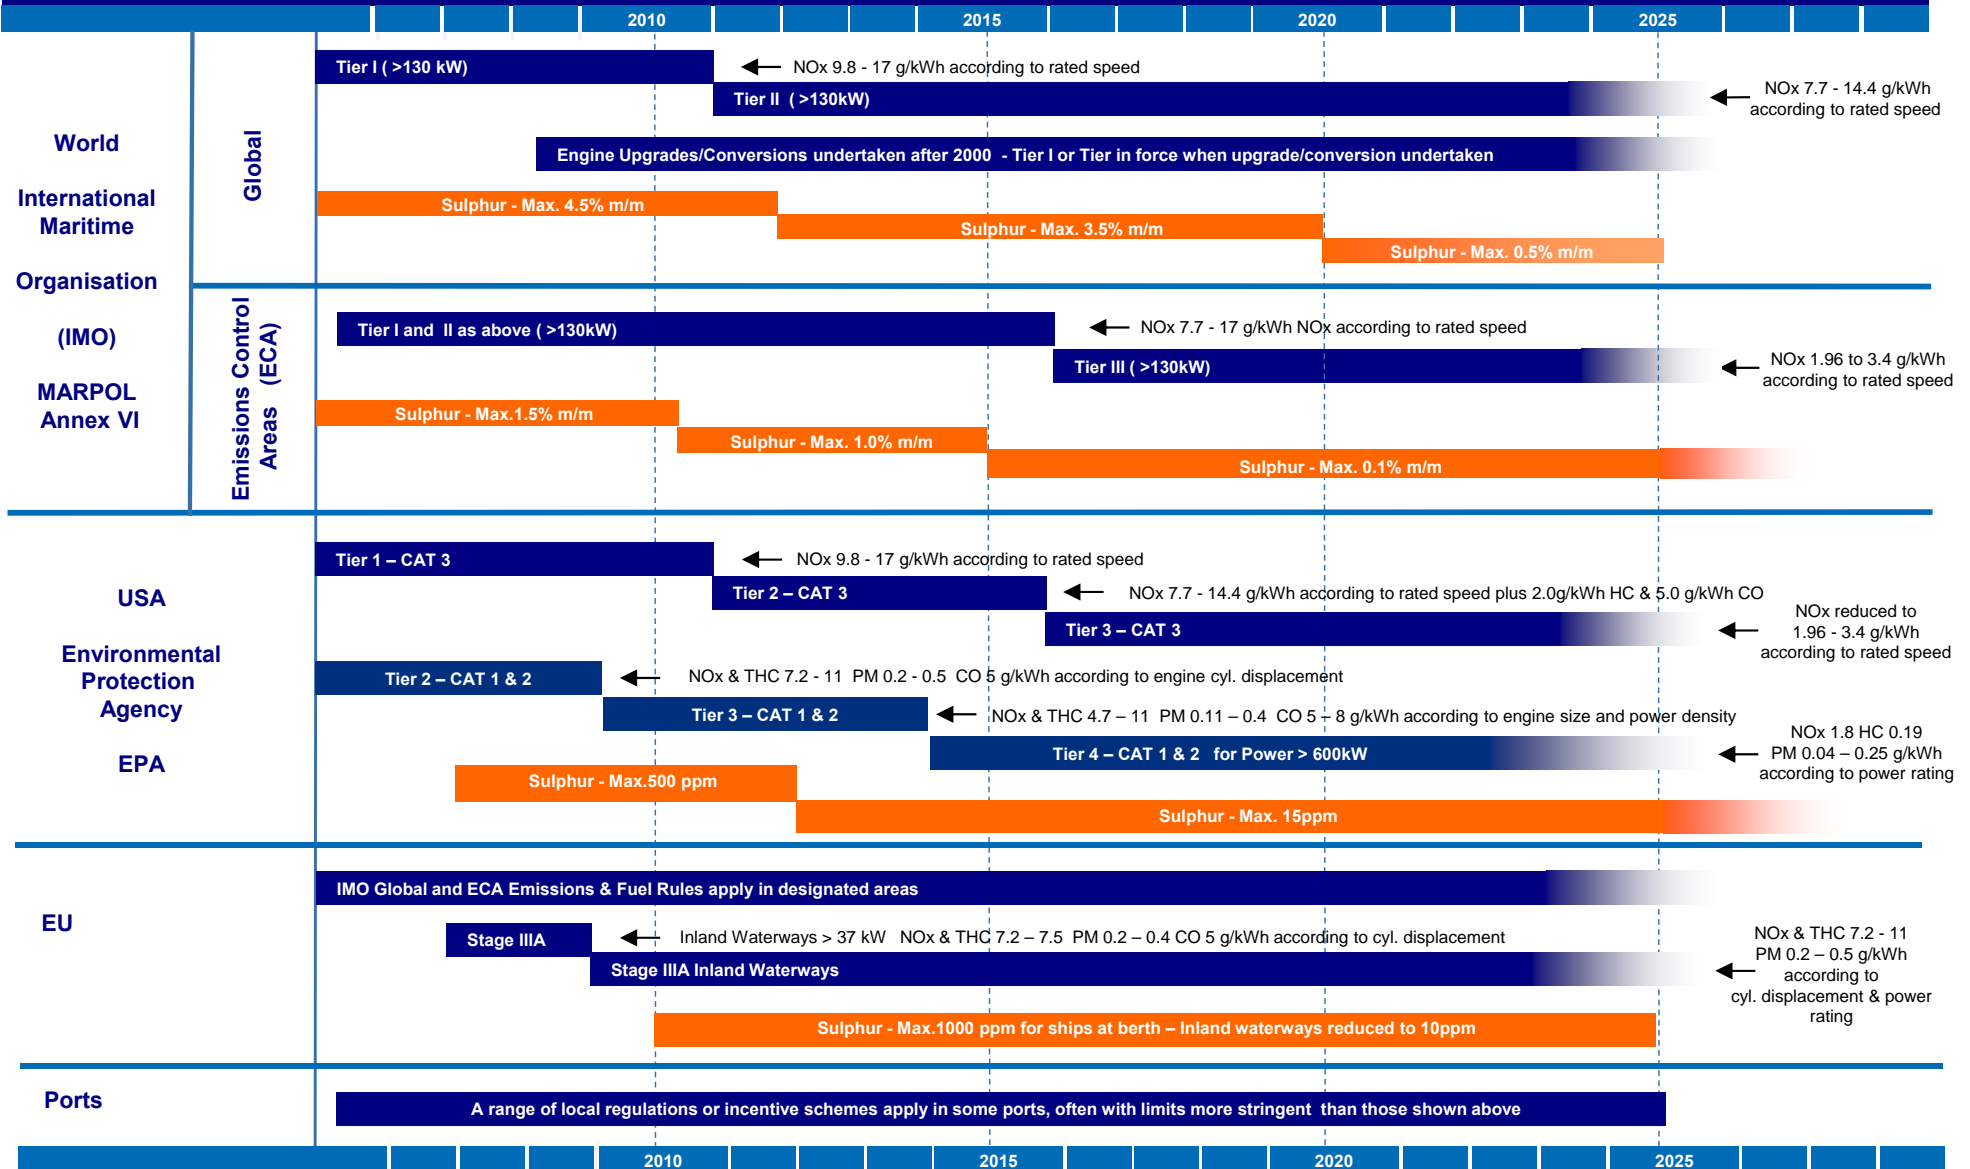 2010 2015 2020 2025
World
International
Maritime
Organisation
(IMO)
MARPOL
Annex VI
Global
Tier I ( >130 kW)
NOx 9.8 - 17 g/kWh according to rated speed
Tier II ( >130kW)
NOx 7.7 - 14.4 g/kWh
according to rated speed
Engine Upgrades/Conversions undertaken after 2000 - Tier I or Tier in force when upgrade/conversion undertaken
Sulphur - Max. 4.5% m/m
Sulphur - Max. 3.5% m/m
Sulphur - Max. 0.5% m/m
Emissions Control
Areas (ECA)
Tier I and II as above ( >130kW)
NOx 7.7 - 17 g/kWh NOx according to rated speed
Tier III ( >130kW)
NOx 1.96 to 3.4 g/kWh
according to rated speed
Sulphur - Max.1.5% m/m
Sulphur - Max. 1.0% m/m
Sulphur - Max. 0.1% m/m
USA
Environmental
Protection
Agency
EPA
Tier 1 – CAT 3
NOx 9.8 - 17 g/kWh according to rated speed
Tier 2 – CAT 3
NOx 7.7 - 14.4 g/kWh according to rated speed plus 2.0g/kWh HC & 5.0 g/kWh CO
Tier 3 – CAT 3
NOx reduced to
1.96 - 3.4 g/kWh
according to rated speed
Tier 2 – CAT 1 & 2
NOx & THC 7.2 - 11 PM 0.2 - 0.5 CO 5 g/kWh according to engine cyl. displacement
Tier 3 – CAT 1 & 2
NOx & THC 4.7 – 11 PM 0.11 – 0.4 CO 5 – 8 g/kWh according to engine size and power density
Tier 4 – CAT 1 & 2 for Power > 600kW
NOx 1.8 HC 0.19
PM 0.04 – 0.25 g/kWh
according to power rating
Sulphur - Max.500 ppm
Sulphur - Max. 15ppm
EU
IMO Global and ECA Emissions & Fuel Rules apply in designated areas
Stage IIIA
Inland Waterways > 37 kW NOx & THC 7.2 – 7.5 PM 0.2 – 0.4 CO 5 g/kWh according to cyl. displacement
Stage IIIA Inland Waterways
NOx & THC 7.2 - 11
PM 0.2 – 0.5 g/kWh
according to
cyl. displacement & power
rating
Sulphur - Max.1000 ppm for ships at berth – Inland waterways reduced to 10ppm
Ports
A range of local regulations or incentive schemes apply in some ports, often with limits more stringent than those shown above
2010 2015 2020 2025